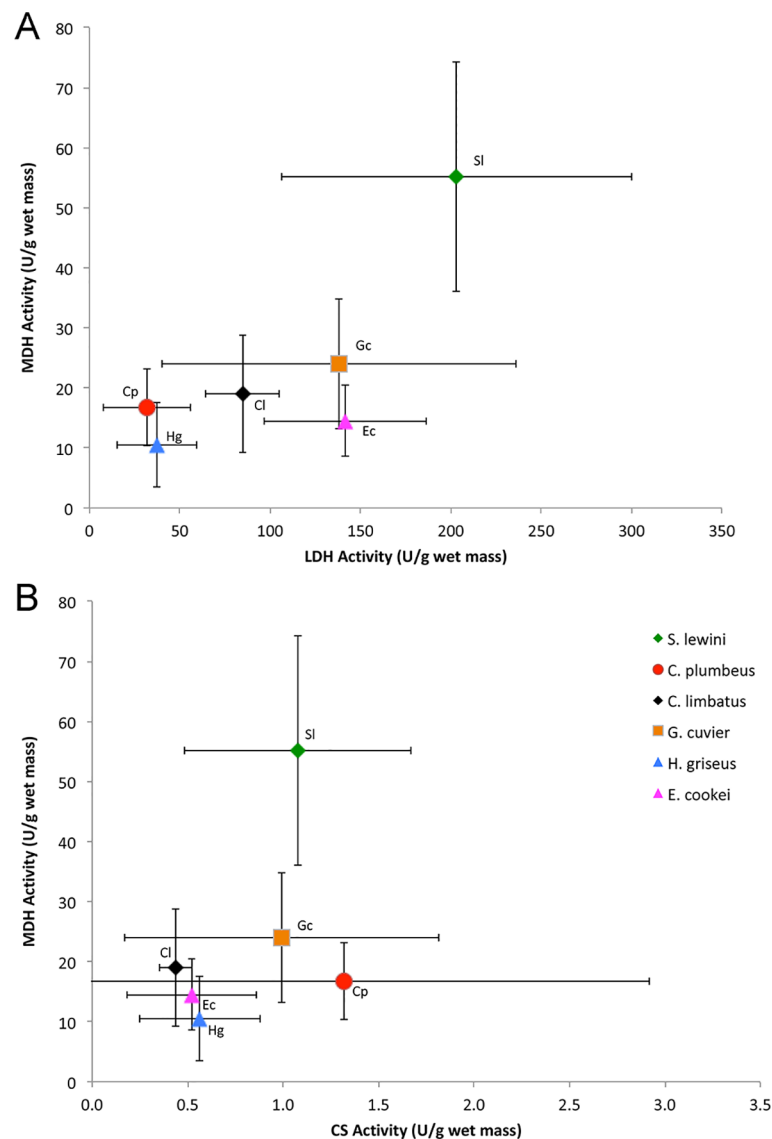 A
80
70
60
50
40
30
20
10
0
MDH Activity (U/g wet mass)
Sl
Gc
Cp
Cl
Hg
Ec
0 50 100 150 200 250 300 350
LDH Activity (U/g wet mass)
B
80
70
60
50
40
30
20
10
0
MDH Activity (U/g wet mass)
S. lewini
C. plumbeus
C. limbatus
G. cuvier
H. griseus
E. cookei
Sl
Gc
Cl
Cp
Ec
Hg
0.0 0.5 1.0 1.5 2.0 2.5 3.0 3.5
CS Activity (U/g wet mass)